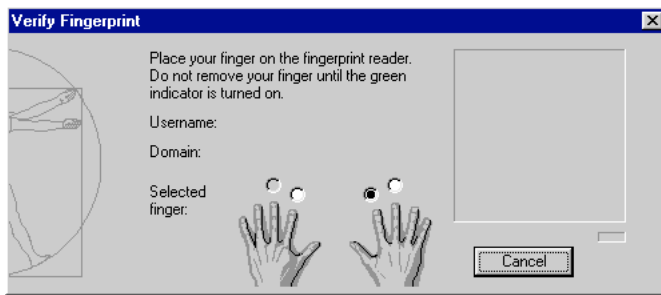 Verify Fingerprint
Place your finger on the fingerprint reader.
Do not remove your finger until the green
indicator is turned on.
Username:
Domain:
Selected
finger:
Cancel